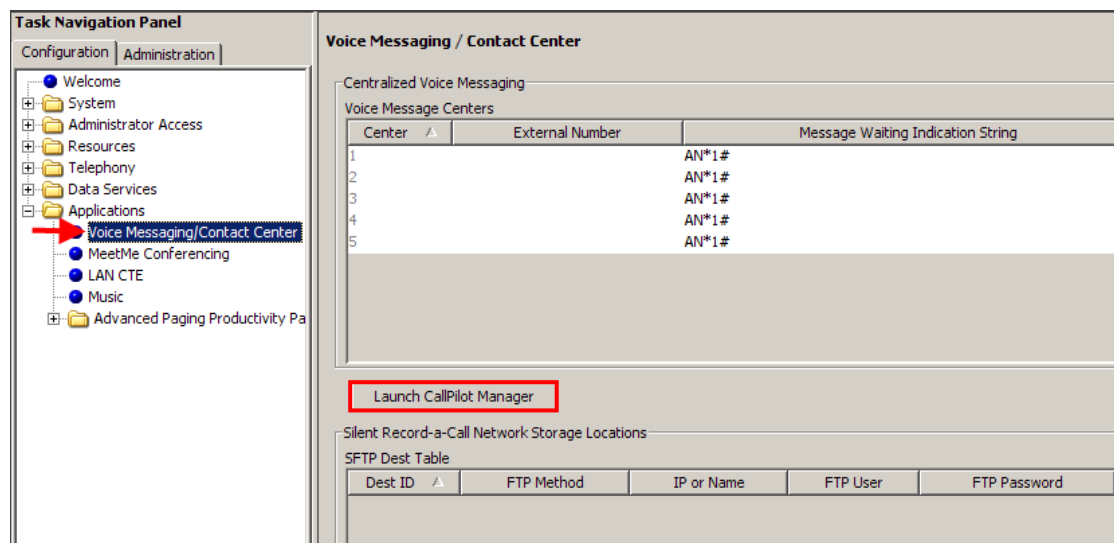 Task Navigation Panel
Configuration
Administration
Welcome
System
Administrator Access
Resources
Telephony
Data Services
Applications
Voice Messaging/Contact Center
MeetMe Conferencing
LAN CTE
Music
Advanced Paging Productivity Pa
Voice Messaging / Contact Center
Centralized Voice Messaging
Voice Message Centers
Center External Number Message Waiting Indication String
1 AN*1#
2 AN*1#
3 AN*1#
4 AN*1#
5 AN*1#
Launch CallPilot Manager
Silent Record-a-Call Network Storage Locations
SFTP Dest Table
Dest ID FTP Method IP or Name FTP User FTP Password